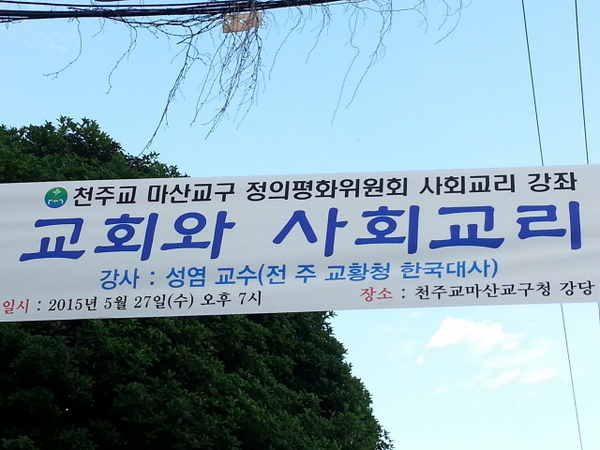 천주교 마산교구 정의평화위원회 사회교리 강좌
교회와 사회교리
강사 : 성염 교수(전 주 교황청 한국대사)
일시 : 2015년 5월 27일(수) 오후 7시 장소 : 천주교마산교구청 강당